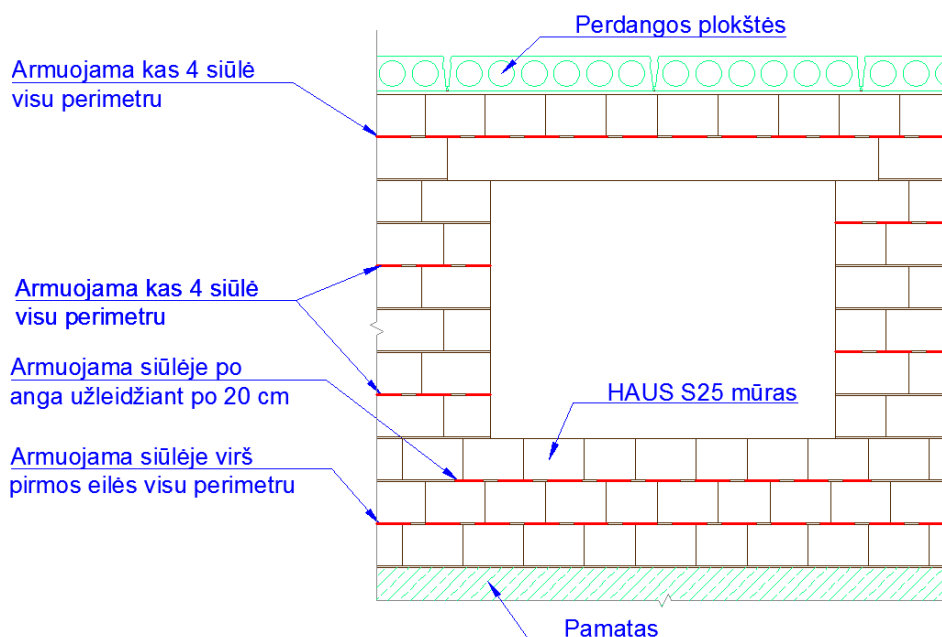 Perdangos plokštės
Armuojama kas 4 siūlė
visu perimetru
Armuojama kas 4 siūlė
visu perimetru
Armuojama siūlėje po
anga užleidžiant po 20 cm
HAUS S25 mūras
Armuojama siūlėje virš
pirmos eilės visu perimetru
Pamatas